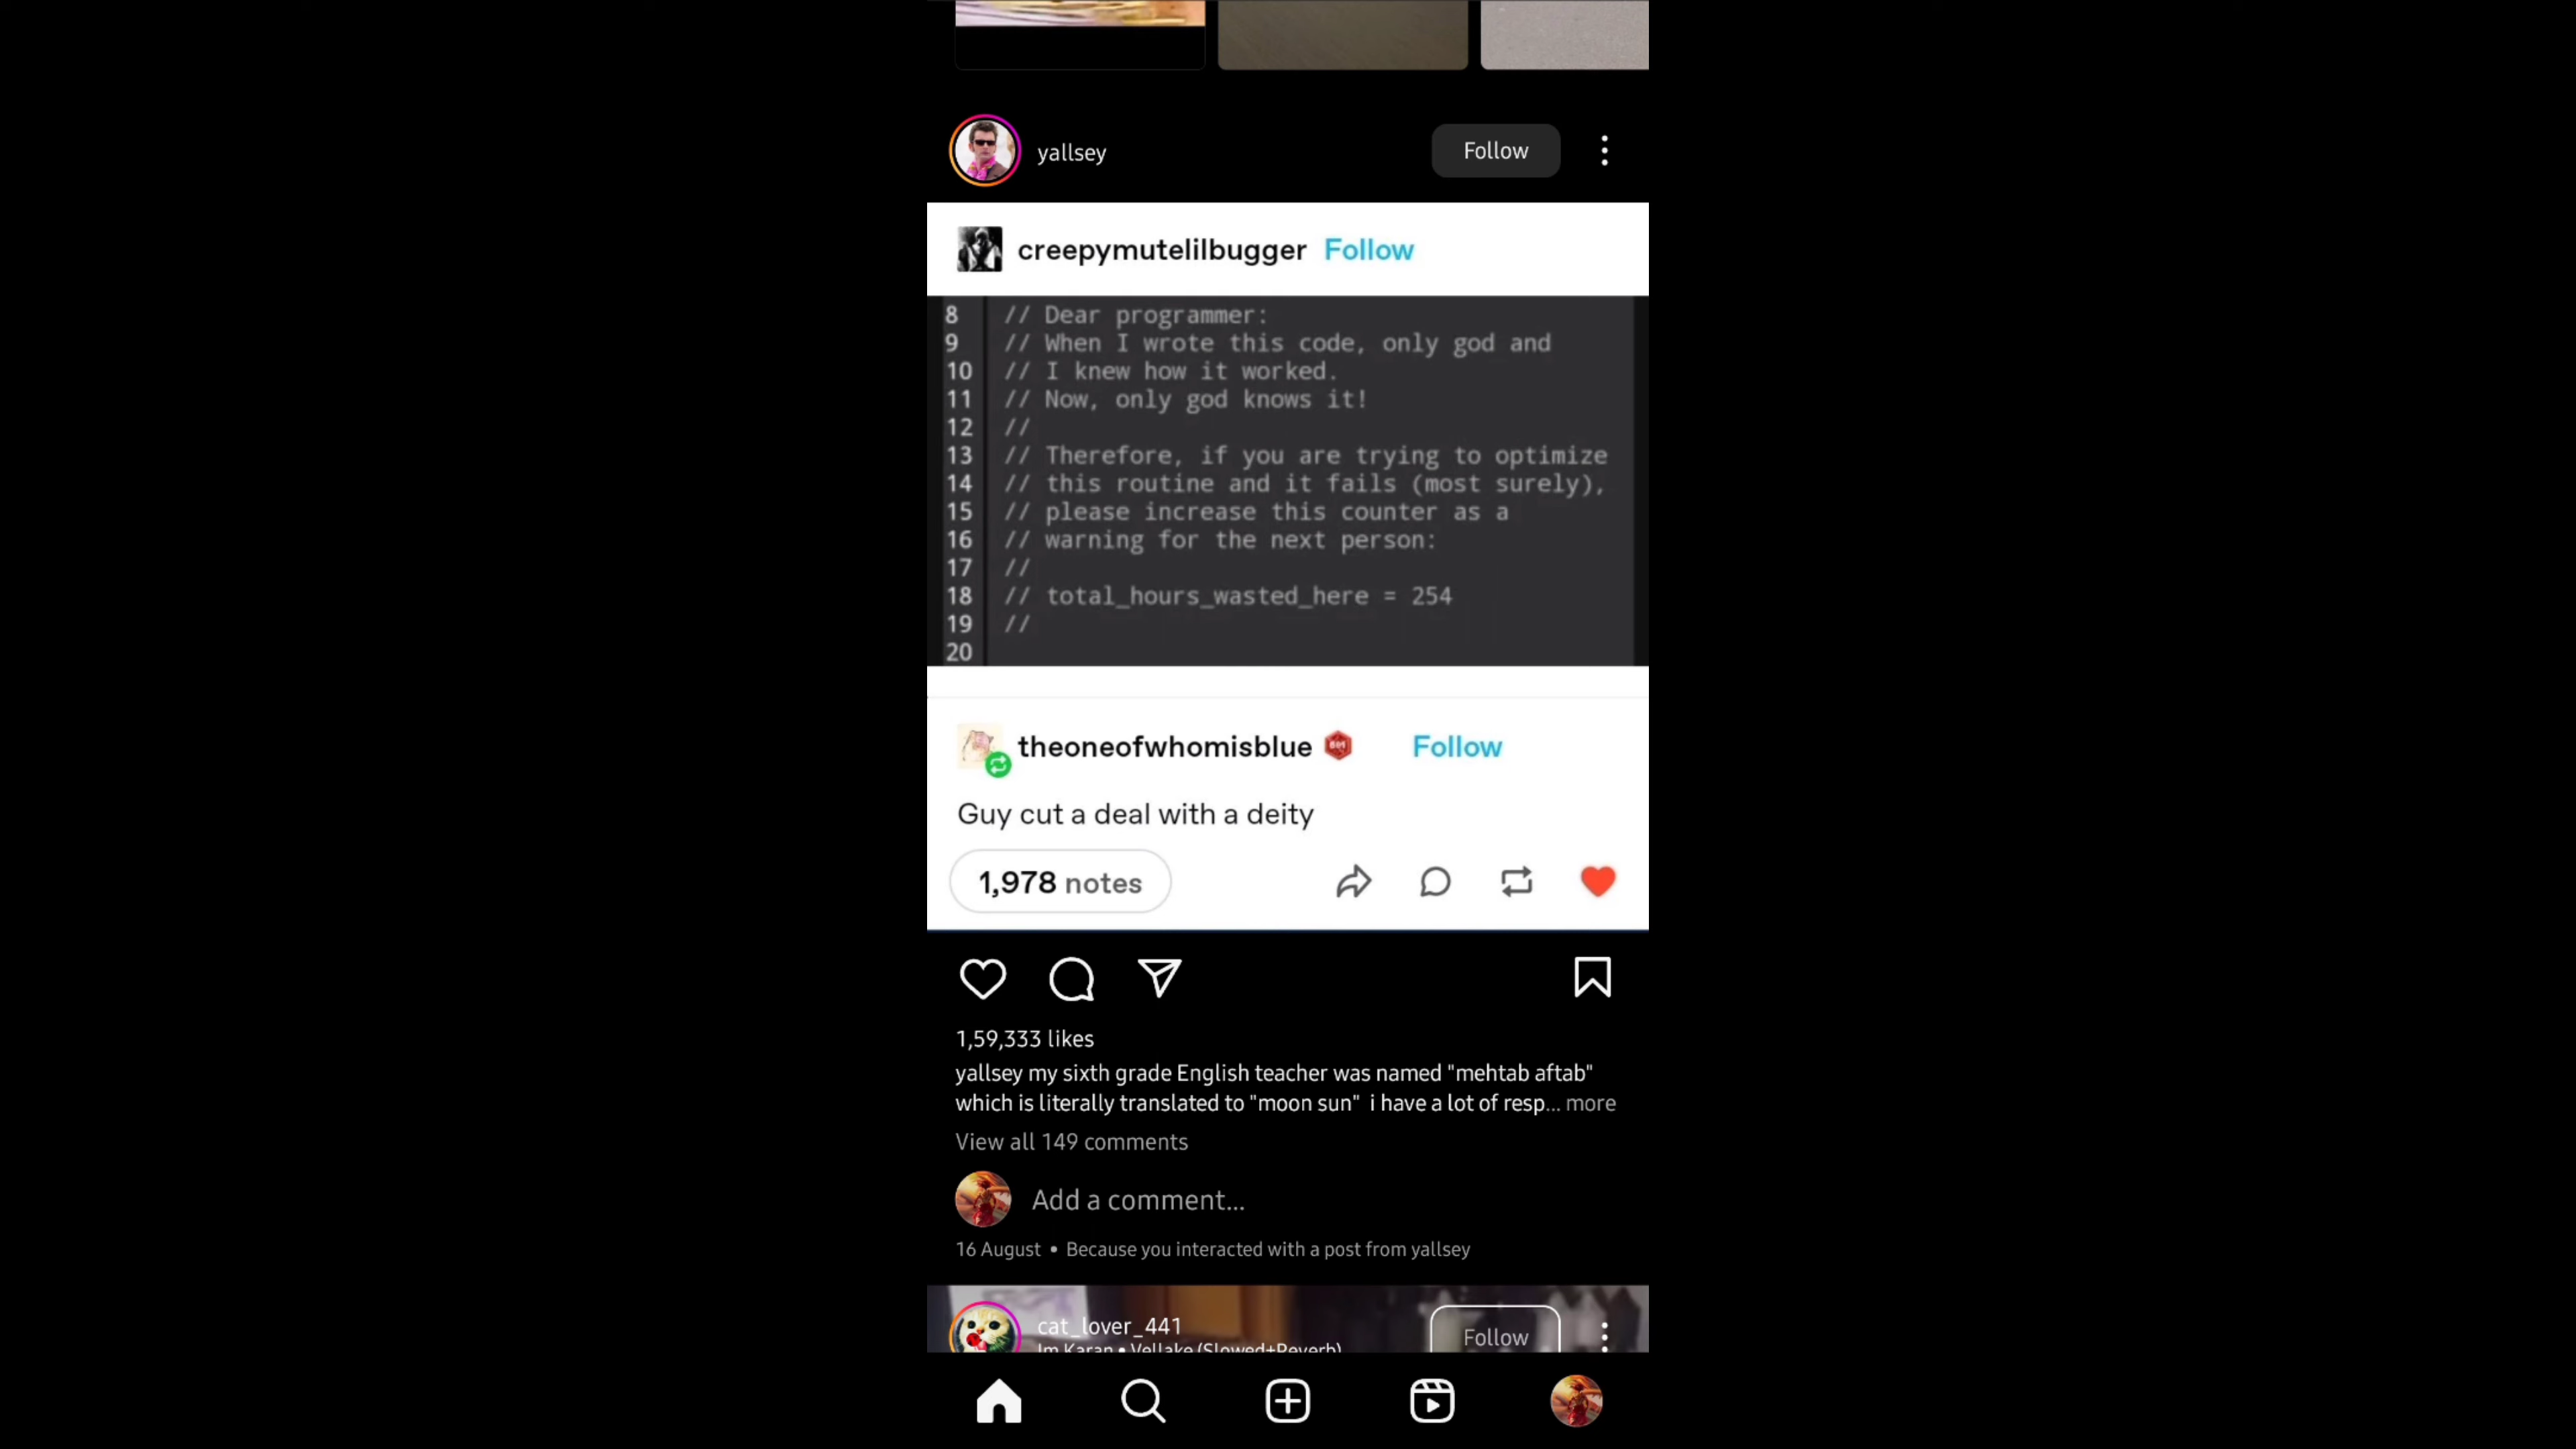 yallsey
Follow
creepymutelilbugger Follow
8 // Dear programmer:
9 // When I wrote this code, only god and
10 // I knew how it worked.
11 // Now, only god knows it!
12 //
13 // Therefore, if you are trying to optimize
14 // this routine and it fails (most surely),
15 // please increase this counter as a
16 // warning for the next person:
17 //
18 // total_hours_wasted_here = 254
19 //
20
theoneofwhomisblue Follow
Guy cut a deal with a deity
1,978 notes
1,59,333 likes
yallsey my sixth grade English teacher was named "mehtab aftab"
which is literally translated to "moon sun" i have a lot of resp... more
View all 149 comments
Add a comment...
16 August • Because you interacted with a post from yallsey
cat_lover_441
Im Karan • Vellake (Slowed+Reverb)
Follow